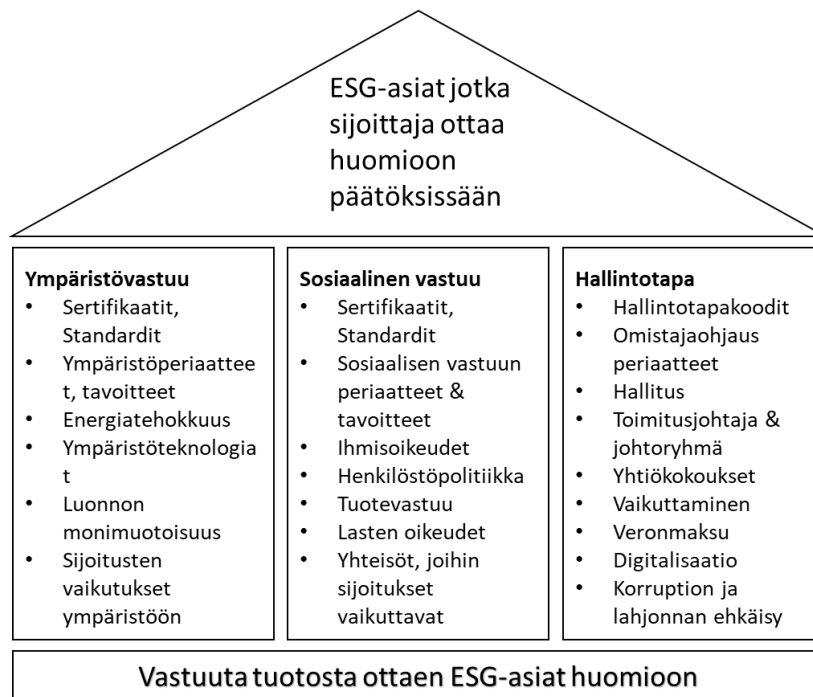 ESG-asiat jotka
sijoittaja ottaa
huomioon
päätöksissään
Ympäristövastuu
• Sertifikaatit,
Standardit
• Ympäristöperiaattee
t, tavoitteet
• Energiatehokkuus
• Ympäristöteknologia
t
• Luonnon
monimuotoisuus
• Sijoitusten
vaikutukset
ympäristöön
Sosiaalinen vastuu
• Sertifikaatit,
Standardit
• Sosiaalisen vastuun
periaatteet &
tavoitteet
• Ihmisoikeudet
• Henkilöstöpolitiikka
• Tuotevastuu
• Lasten oikeudet
• Yhteisöt, joihin
sijoitukset
vaikuttavat
Hallintotapa
• Hallintotapakoodit
• Omistajaohjaus
periaatteet
• Hallitus
• Toimitusjohtaja &
johtoryhmä
• Yhtiökokoukset
• Vaikuttaminen
• Veronmaksu
• Digitalisaatio
• Korruption ja
lahjonnan ehkäisy
Vastuuta tuotosta ottaen ESG-asiat huomioon